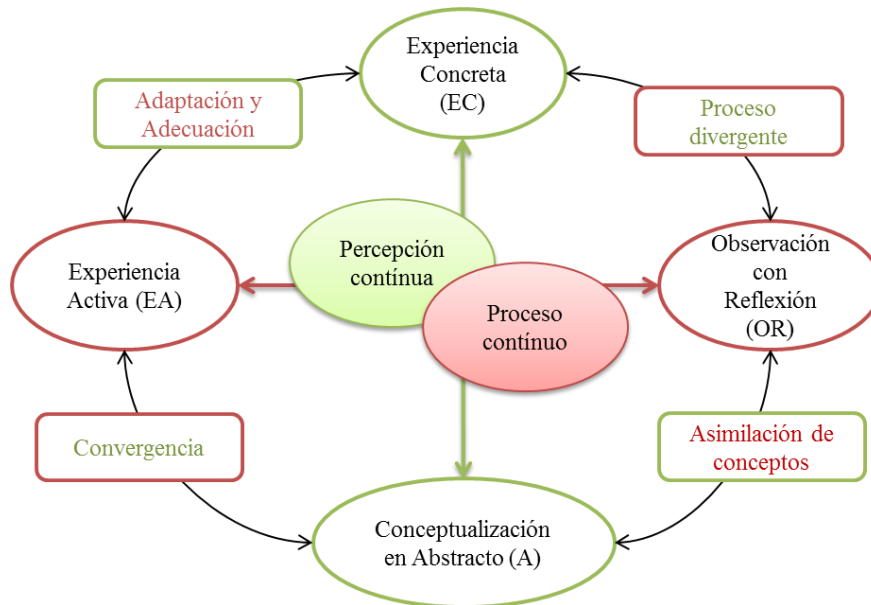 Experiencia
Concreta
(EC)
Adaptación y
Adecuación
Proceso
divergente
Percepción
contínua
Experiencia
Activa (EA)
Observación
con
Reflexión
(OR)
Proceso
contínuo
Convergencia
Asimilación de
conceptos
Conceptualización
en Abstracto (A)